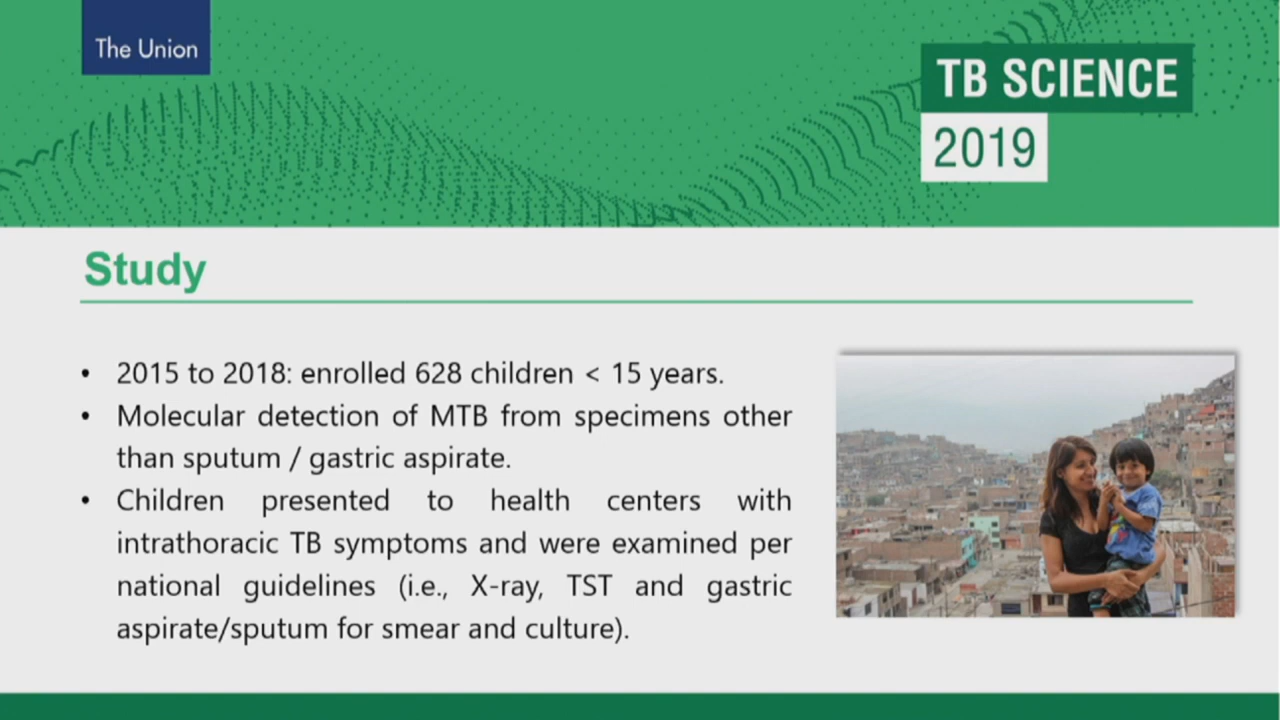 The Union
TB SCIENCE
2019
Study
• 2015 to 2018: enrolled 628 children < 15 years.
• Molecular detection of MTB from specimens other
than sputum / gastric aspirate.
• Children presented to health centers with
intrathoracic TB symptoms and were examined per
national guidelines (i.e., X-ray, TST and gastric
aspirate/sputum for smear and culture).